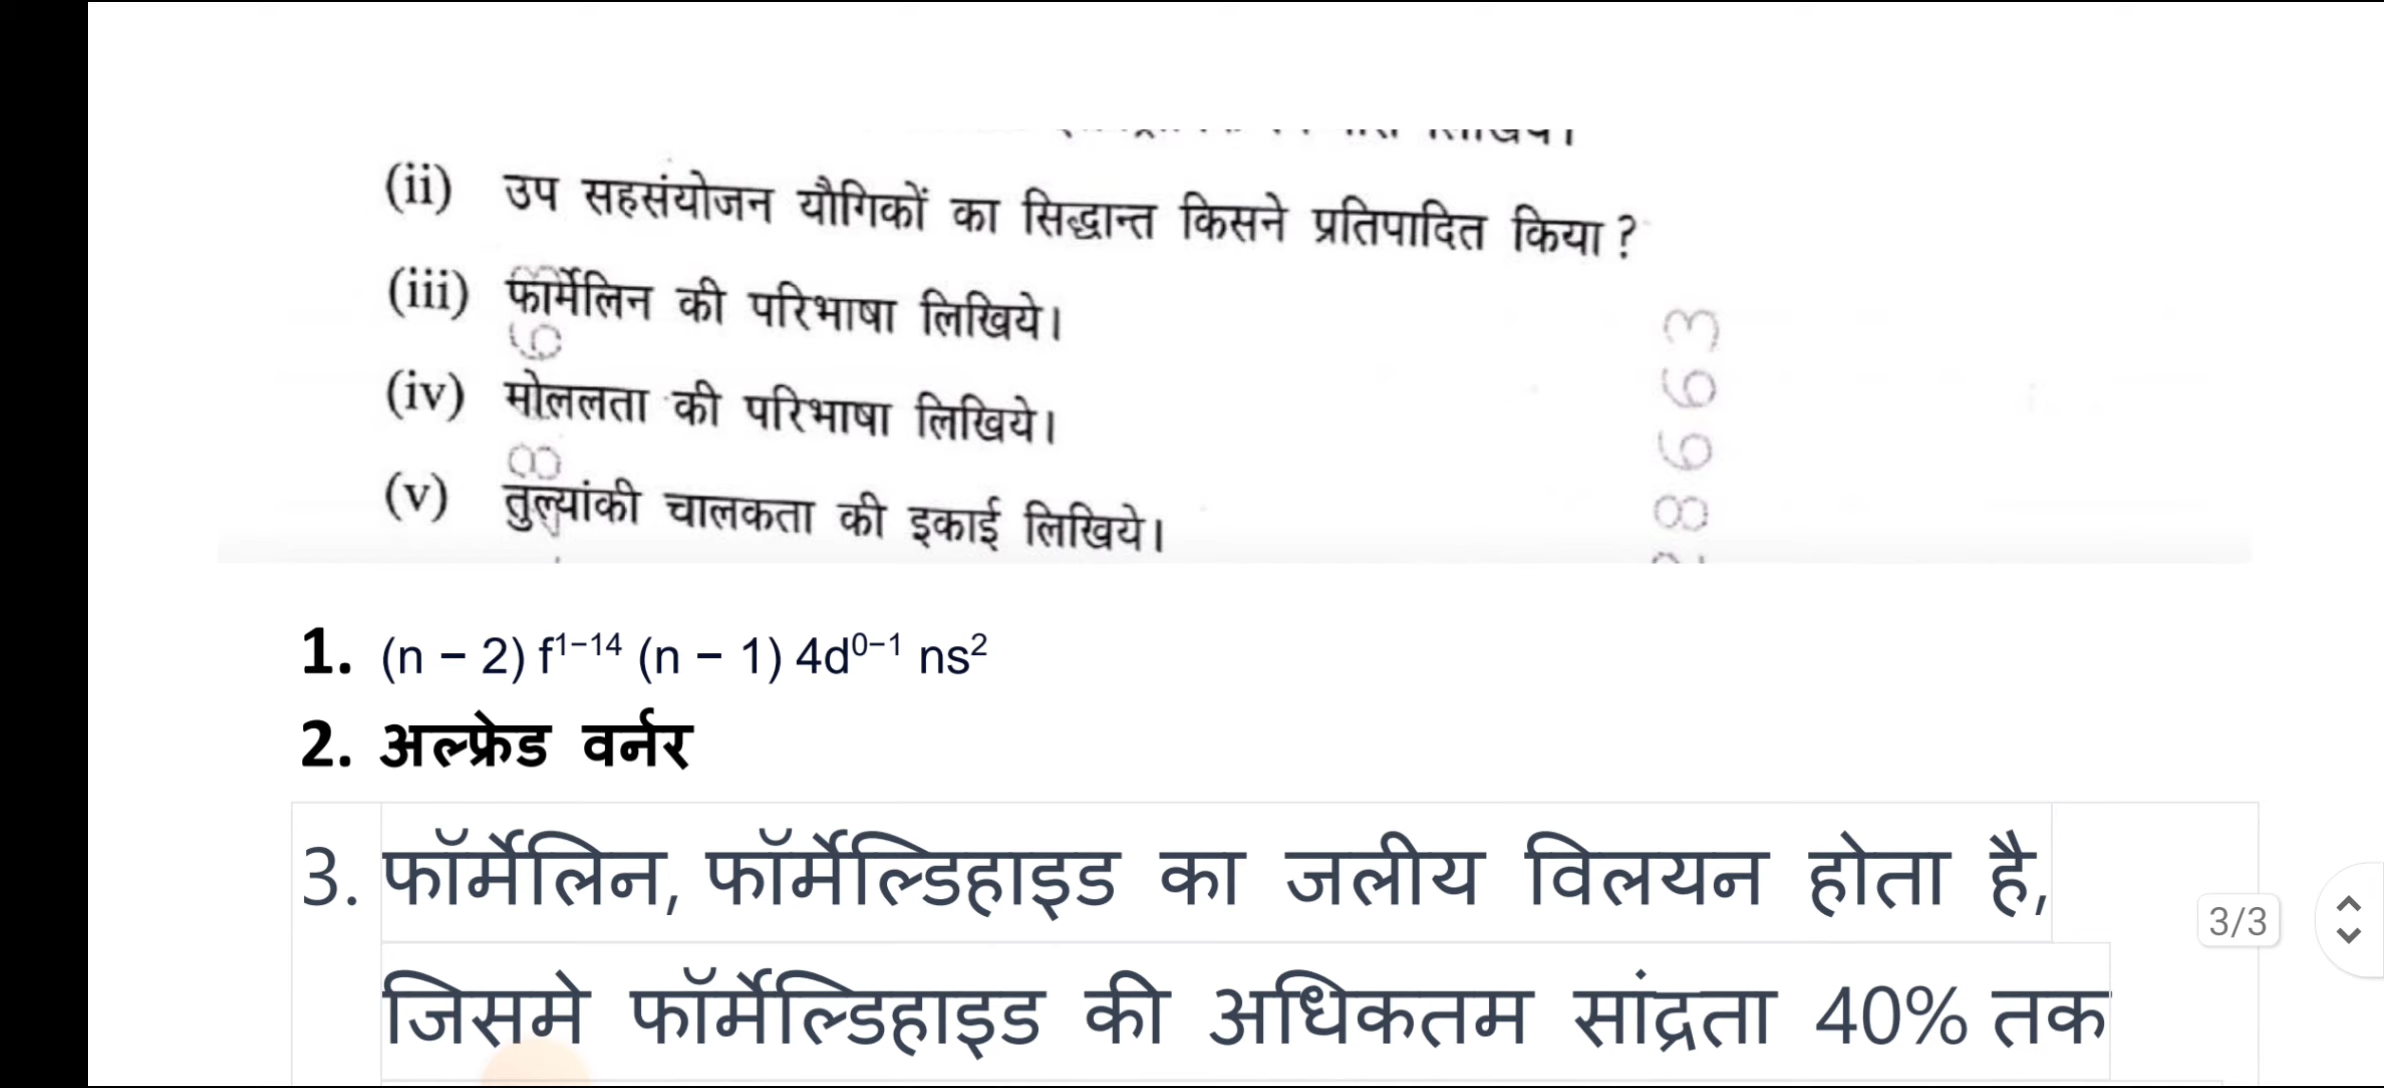 लिखिये।
(ii) उप सहसंयोजन यौगिकों का सिद्धान्त किसने प्रतिपादित किया ?
(iii) फार्मेलिन की परिभाषा लिखिये।
(iv) मोललता की परिभाषा लिखिये।
(v) तुल्यांकी चालकता की इकाई लिखिये।
1. (n − 2) f¹⁻¹⁴ (n − 1) 4d⁰⁻¹ ns²
2. अल्फ्रेड वर्नर
3. फॉर्मेलिन, फॉर्मेल्डिहाइड का जलीय विलयन होता है,
जिसमे फॉर्मेल्डिहाइड की अधिकतम सांद्रता 40% तक
3/3